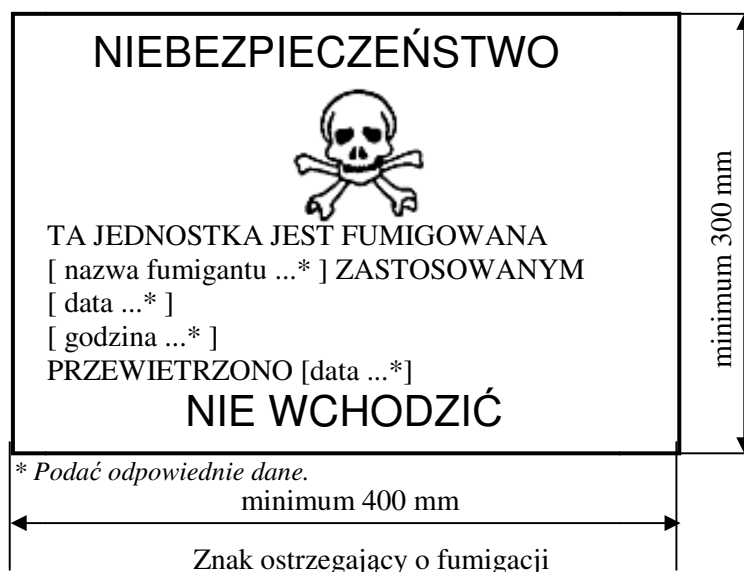 NIEBEZPIECZEŃSTWO
TA JEDNOSTKA JEST FUMIGOWANA
[ nazwa fumigantu ...* ] ZASTOSOWANYM
[ data ...* ]
[ godzina ...* ]
PRZEWIETRZONO [data ...*]
NIE WCHODZIĆ
minimum 300 mm
* Podać odpowiednie dane.
minimum 400 mm
Znak ostrzegający o fumigacji